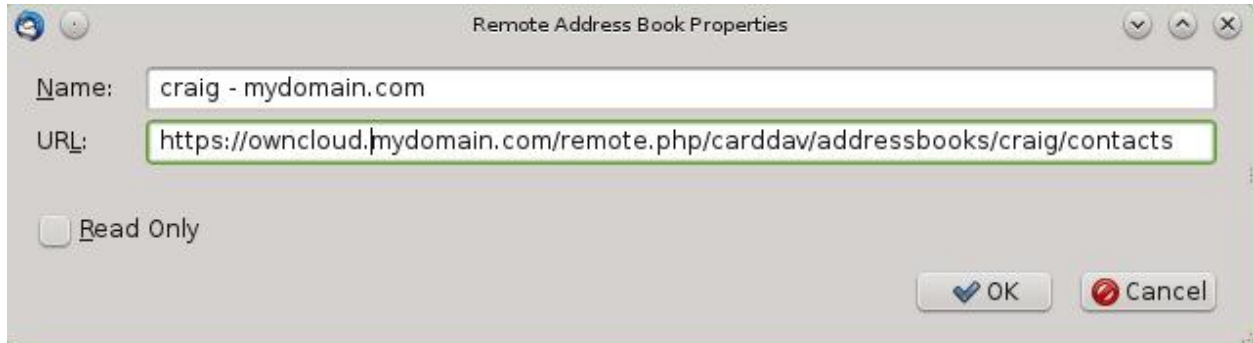 Remote Address Book Properties
Name: craig - mydomain.com
URL: https://owncloud.mydomain.com/remote.php/carddav/addressbooks/craig/contacts
Read Only
OK Cancel